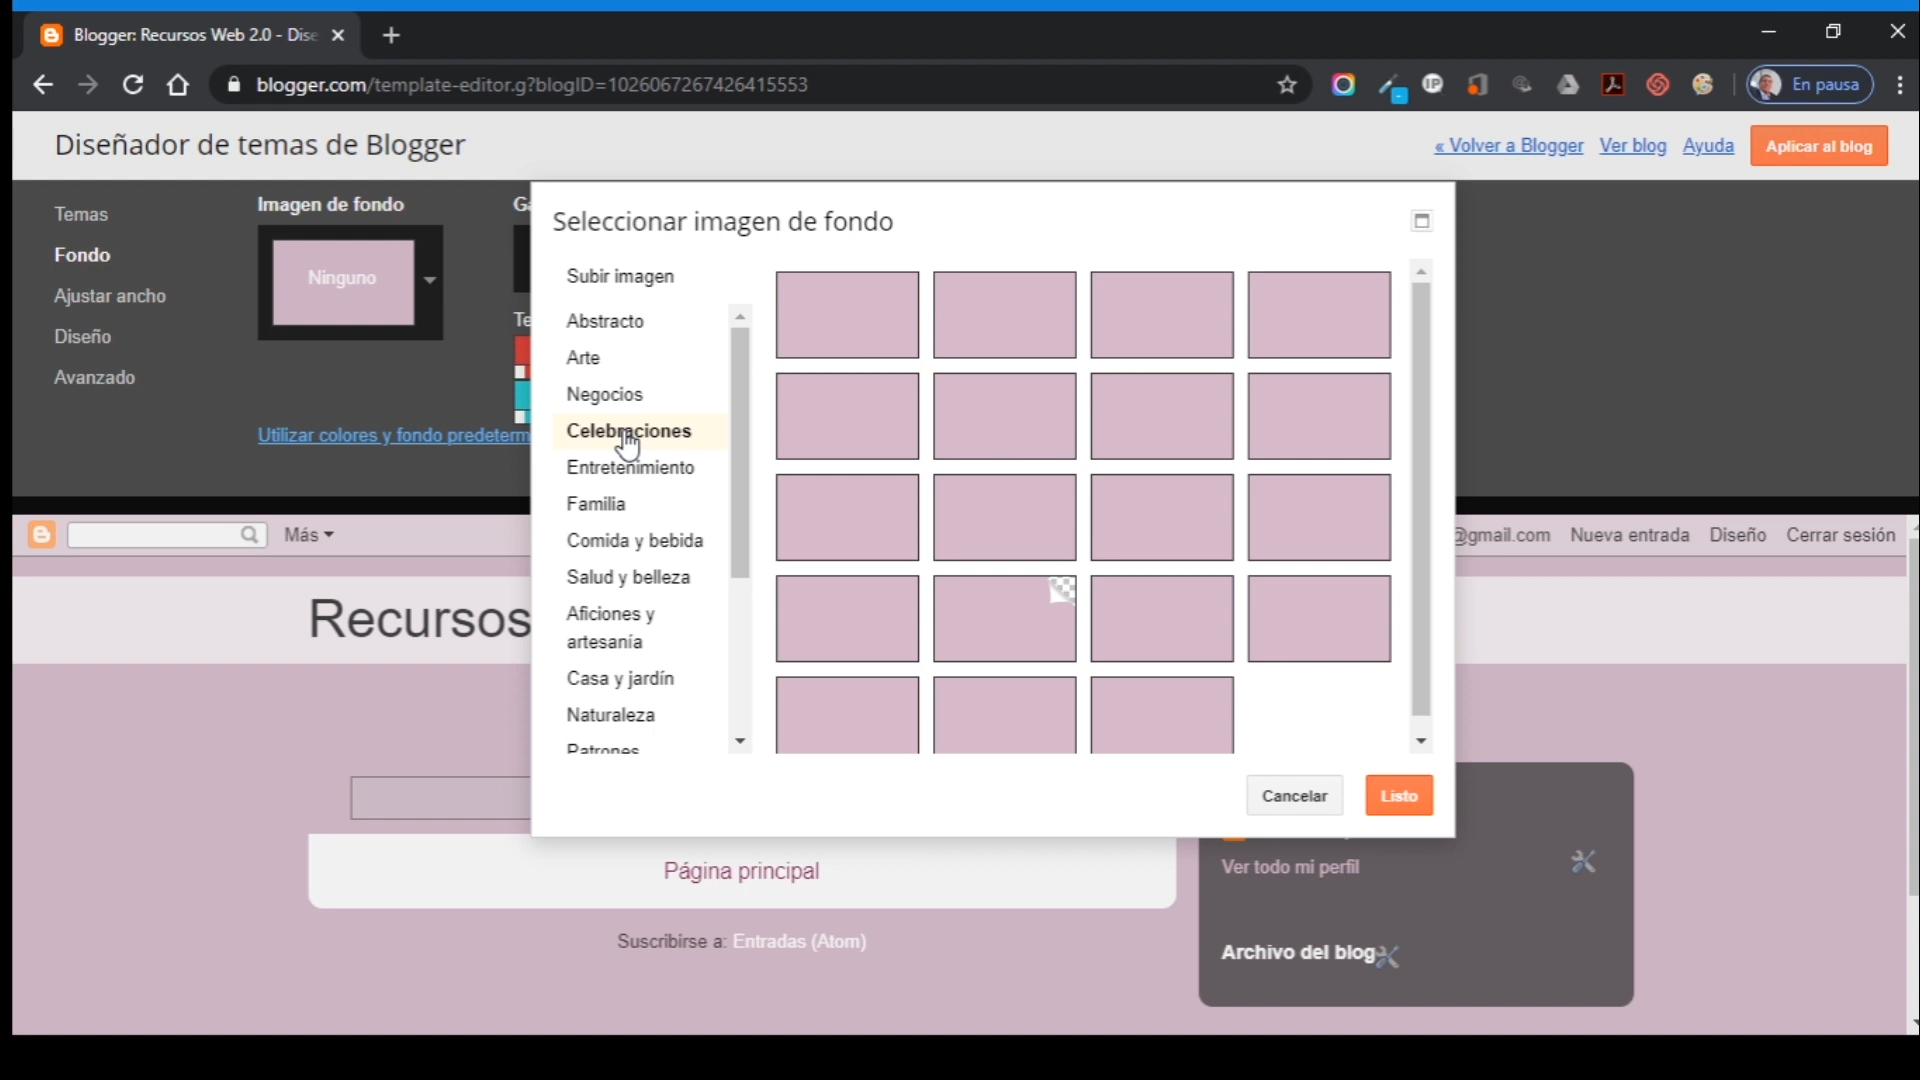 Blogger: Recursos Web 2.0 - Dise
blogger.com/template-editor.g?blogID=1026067267426415553
En pausa
Diseñador de temas de Blogger
« Volver a Blogger
Ver blog
Ayuda
Aplicar al blog
Temas
Fondo
Ajustar ancho
Diseño
Avanzado
Imagen de fondo
Ninguno
Ga
Te
Utilizar colores y fondo predeterm
Seleccionar imagen de fondo
Subir imagen
Abstracto
Arte
Negocios
Celebraciones
Entretenimiento
Familia
Comida y bebida
Salud y belleza
Aficiones y
artesanía
Casa y jardín
Naturaleza
Patrones
Cancelar
Listo
Más
@gmail.com
Nueva entrada
Diseño
Cerrar sesión
Recursos
Página principal
Suscribirse a: Entradas (Atom)
Ver todo mi perfil
Archivo del blog